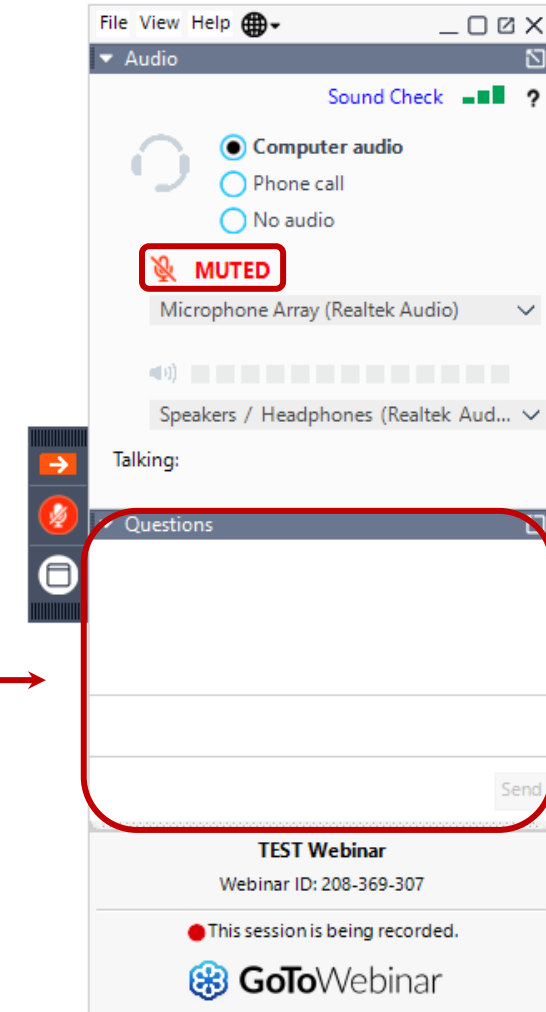 File View Help
Audio
Sound Check ?
Computer audio
Phone call
No audio
MUTED
Microphone Array (Realtek Audio)
Speakers / Headphones (Realtek Aud...
Talking:
Questions
Send
TEST Webinar
Webinar ID: 208-369-307
This session is being recorded.
GoToWebinar